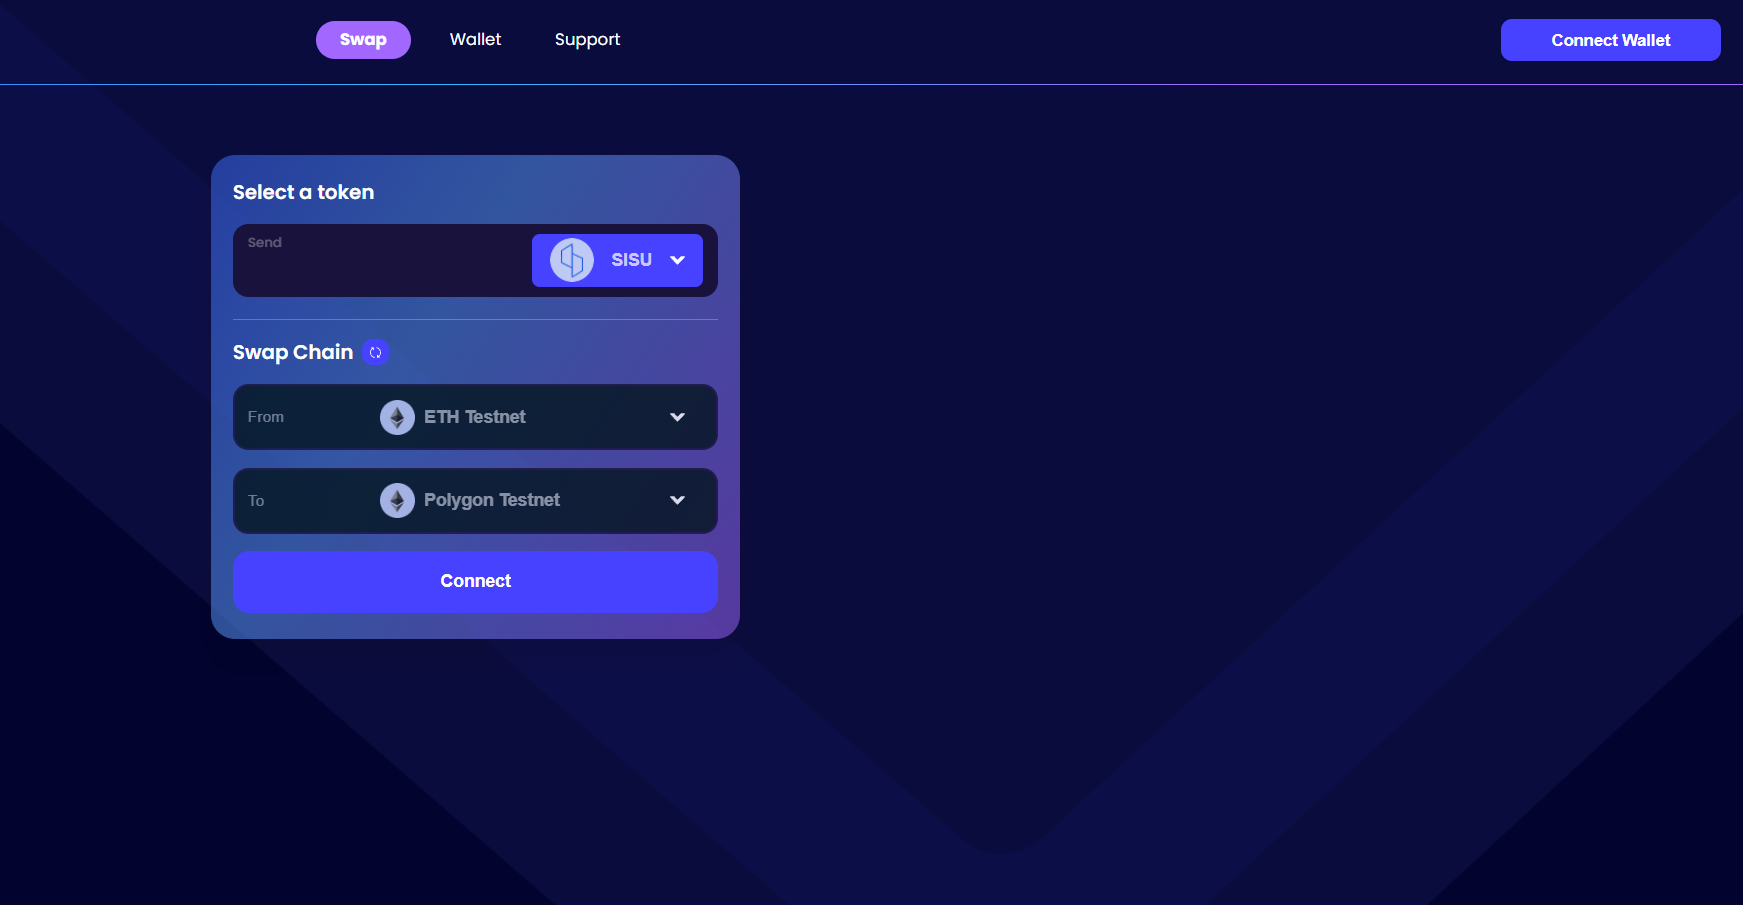 Swap
Wallet
Support
Connect Wallet
Select a token
Send
SISU
Swap Chain
From
ETH Testnet
To
Polygon Testnet
Connect